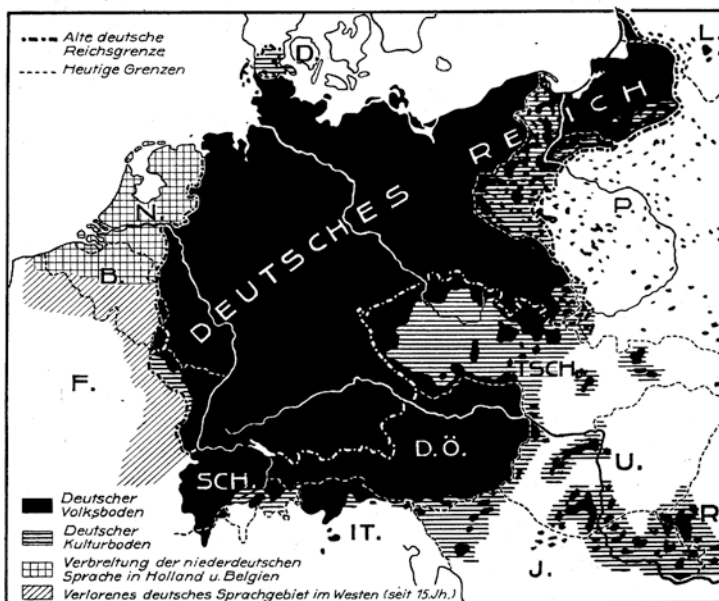 Alte deutsche
Reichsgrenze
Heutige Grenzen
D.
L.
DEUTSCHES REICH
N.
P.
B.
F.
TSCH.
D.Ö.
SCH.
U.
R
IT.
J.
Deutscher
Volksboden
Deutscher
Kulturboden
Verbreitung der niederdeutschen
Sprache in Holland u. Belgien
Verlorenes deutsches Sprachgebiet im Westen (seit 15.Jh.)